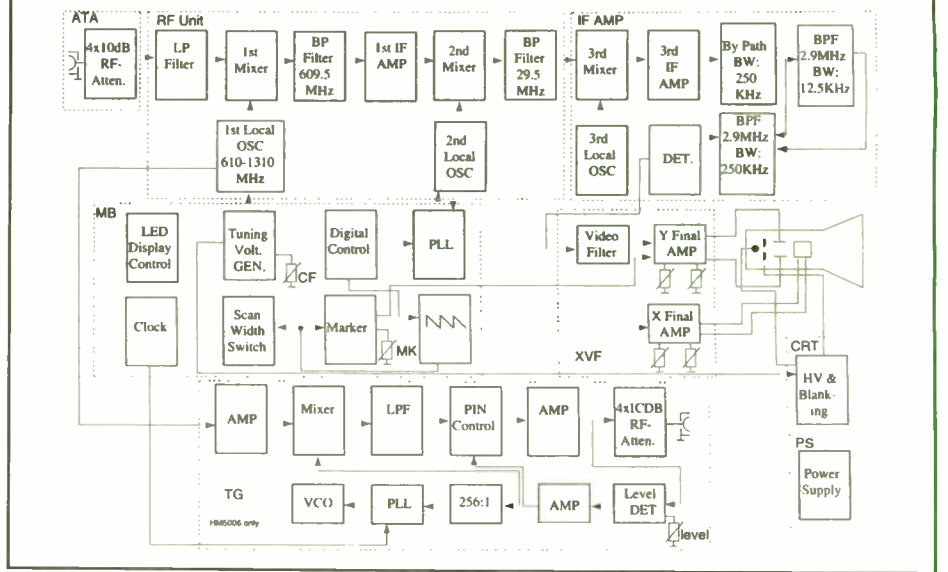 ATA
RF Unit
IF AMP
4x10dB
RF-
Atten.
LP
Filter
1st
Mixer
BP
Filter
609.5
MHz
1st IF
AMP
2nd
Mixer
BP
Filter
29.5
MHz
3rd
Mixer
3rd
IF
AMP
By Path
BW:
250
KHz
BPF
2.9MHz
BW:
12.5KHz
1st Local
OSC
610-1310
MHz
2nd
Local
OSC
3rd
Local
OSC
DET.
BPF
2.9MHz
BW:
250KHz
MB
LED
Display
Control
Tuning
Volt.
GEN.
CF
Digital
Control
PLL
Video
Filter
Y Final
AMP
Clock
Scan
Width
Switch
Marker
MK
X Final
AMP
XVF
CRT
HV &
Blank-
ing
AMP
Mixer
LPF
PIN
Control
AMP
4x1CDB
RF-
Atten.
PS
Power
Supply
TG
HM5006 only
VCO
PLL
256:1
AMP
Level
DET
level